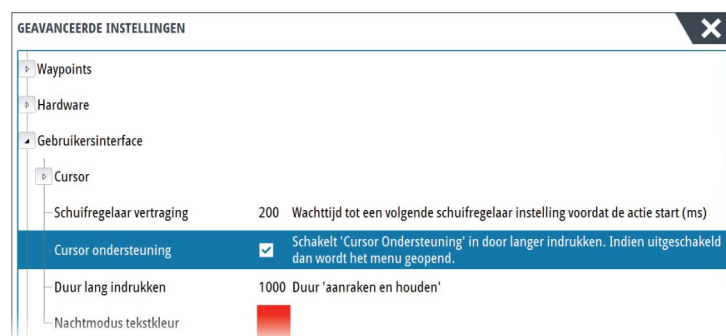 GEAVANCEERDE INSTELLINGEN
Waypoints
Hardware
Gebruikersinterface
Cursor
Schuifregelaar vertraging 200 Wachttijd tot een volgende schuifregelaar instelling voordat de actie start (ms)
Cursor ondersteuning Schakelt 'Cursor Ondersteuning' in door langer indrukken. Indien uitgeschakeld
dan wordt het menu geopend.
Duur lang indrukken 1000 Duur 'aanraken en houden'
Nachtmodus tekstkleur